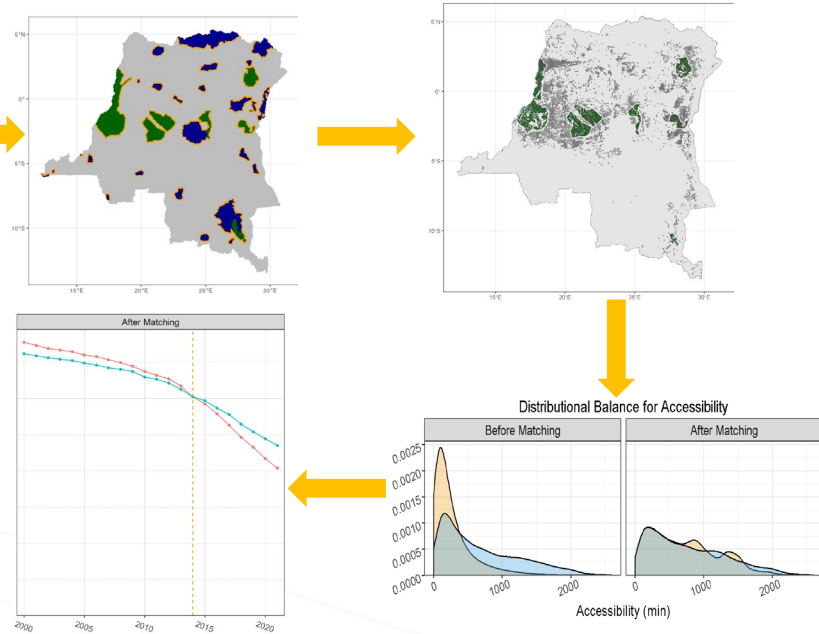 5°N
0°
5°S
10°S
15°E
20°E
25°E
30°E
5°N
0°
5°S
10°S
15°E
20°E
25°E
30°E
After Matching
2000
2005
2010
2015
2020
Distributional Balance for Accessibility
Before Matching
After Matching
0.0025
0.0020
0.0015
0.0010
0.0005
0.0000
0
1000
2000
0
1000
2000
Accessibility (min)